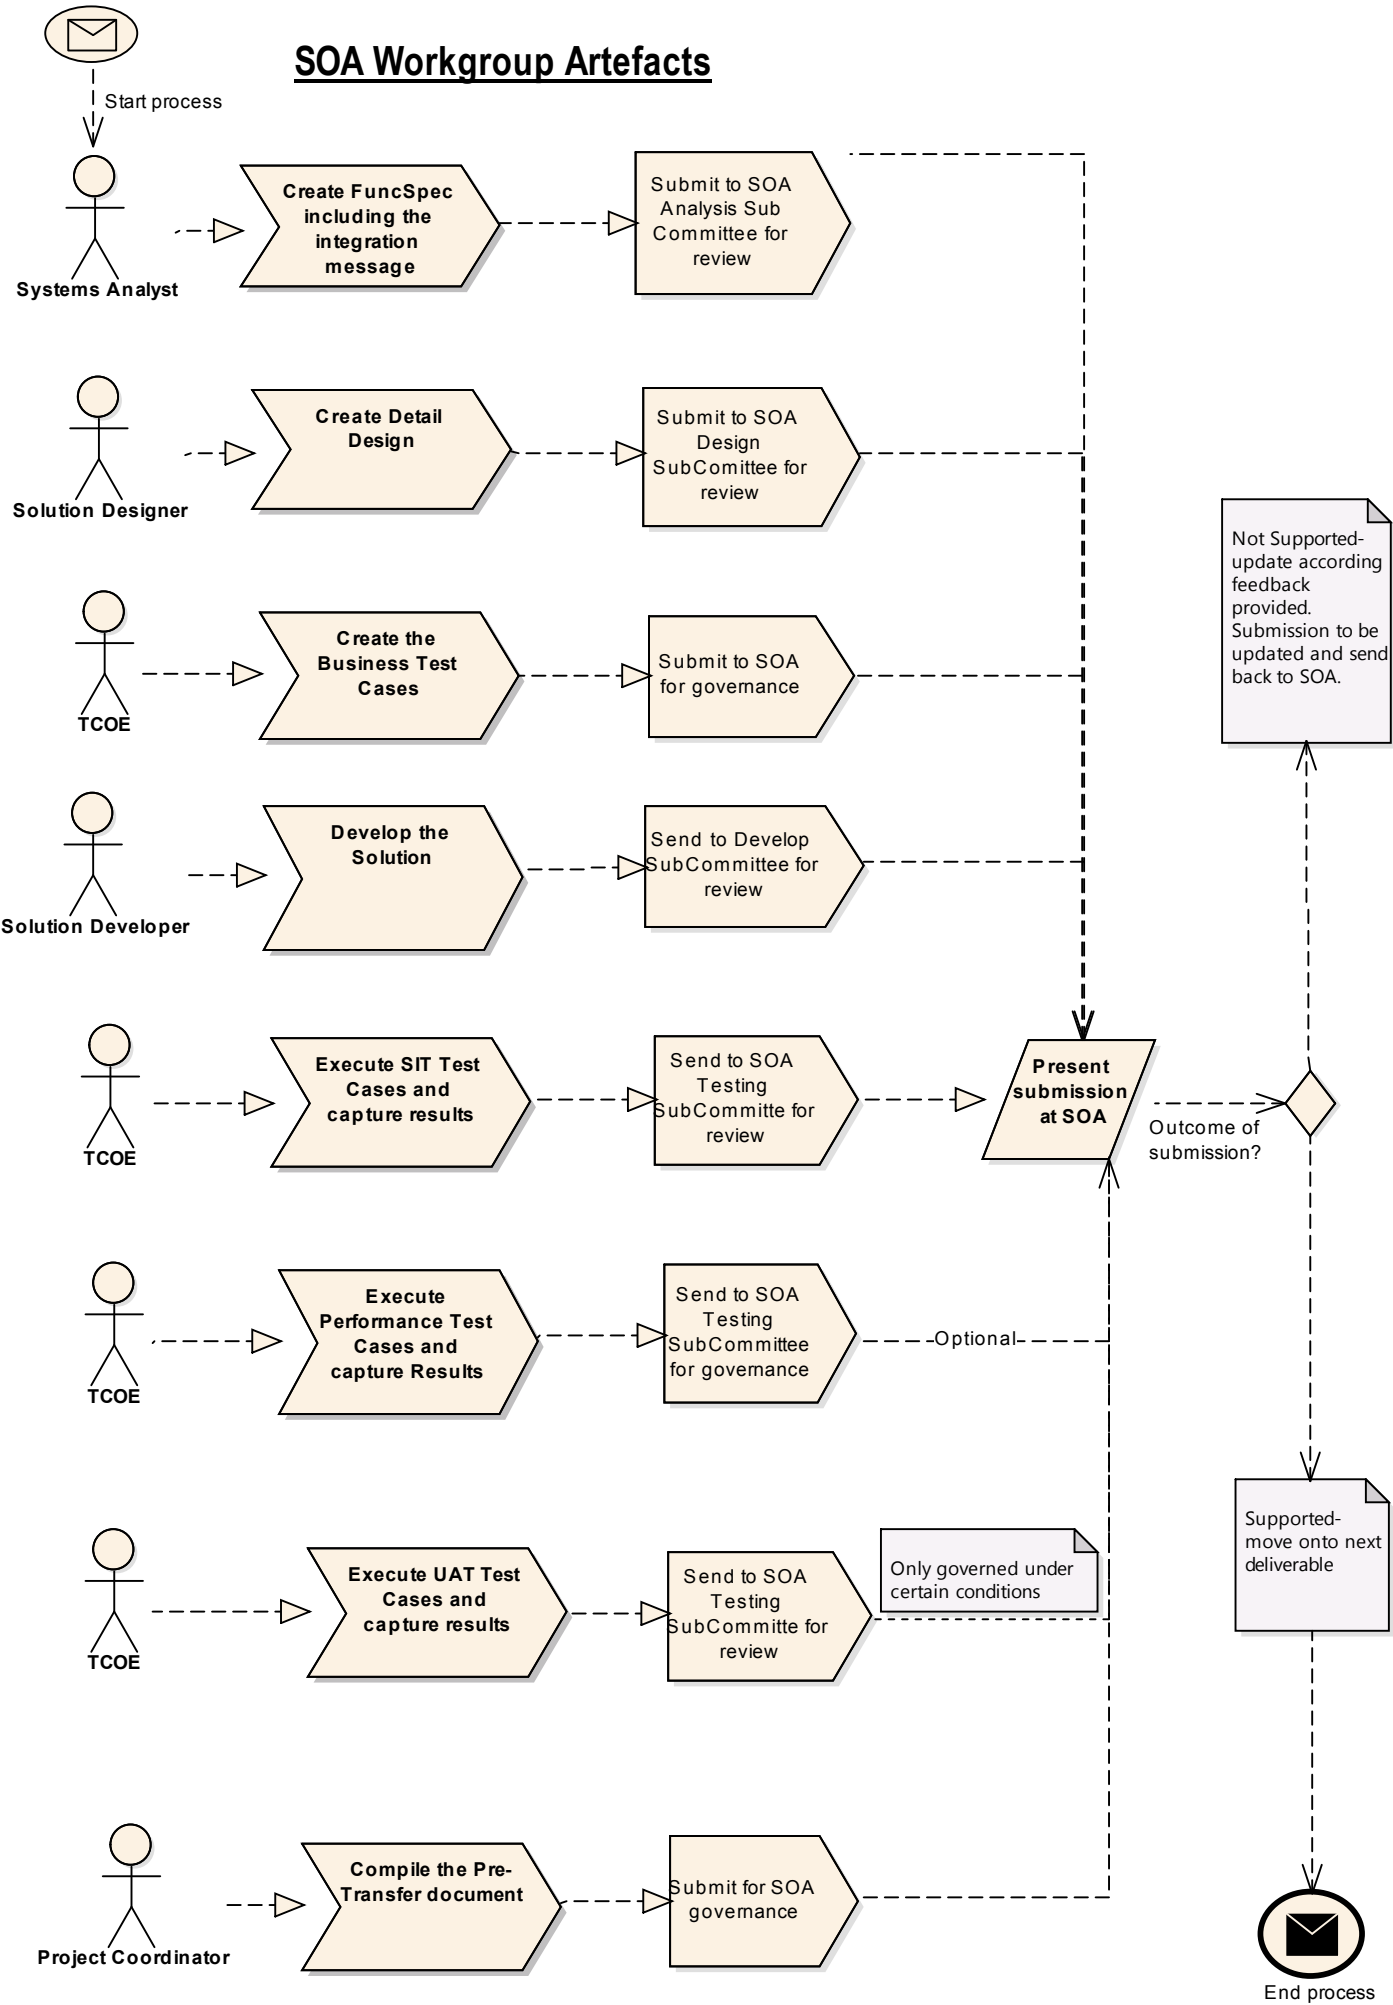 SOA Workgroup Artefacts
Start process
Systems Analyst
Create FuncSpec
including the
integration
message
Submit to SOA
Analysis Sub
Committee for
review
Solution Designer
Create Detail
Design
Submit to SOA
Design
SubComittee for
review
TCOE
Create the
Business Test
Cases
Submit to SOA
for governance
Not Supported-
update according
feedback
provided.
Submission to be
updated and send
back to SOA.
Solution Developer
Develop the
Solution
Send to Develop
SubCommittee for
review
TCOE
Execute SIT Test
Cases and
capture results
Send to SOA
Testing
SubCommitte for
review
Present
submission
at SOA
Outcome of
submission?
TCOE
Execute
Performance Test
Cases and
capture Results
Send to SOA
Testing
SubCommittee
for governance
Optional
TCOE
Execute UAT Test
Cases and
capture results
Send to SOA
Testing
SubCommitte for
review
Only governed under
certain conditions
Supported-
move onto next
deliverable
Project Coordinator
Compile the Pre-
Transfer document
Submit for SOA
governance
End process